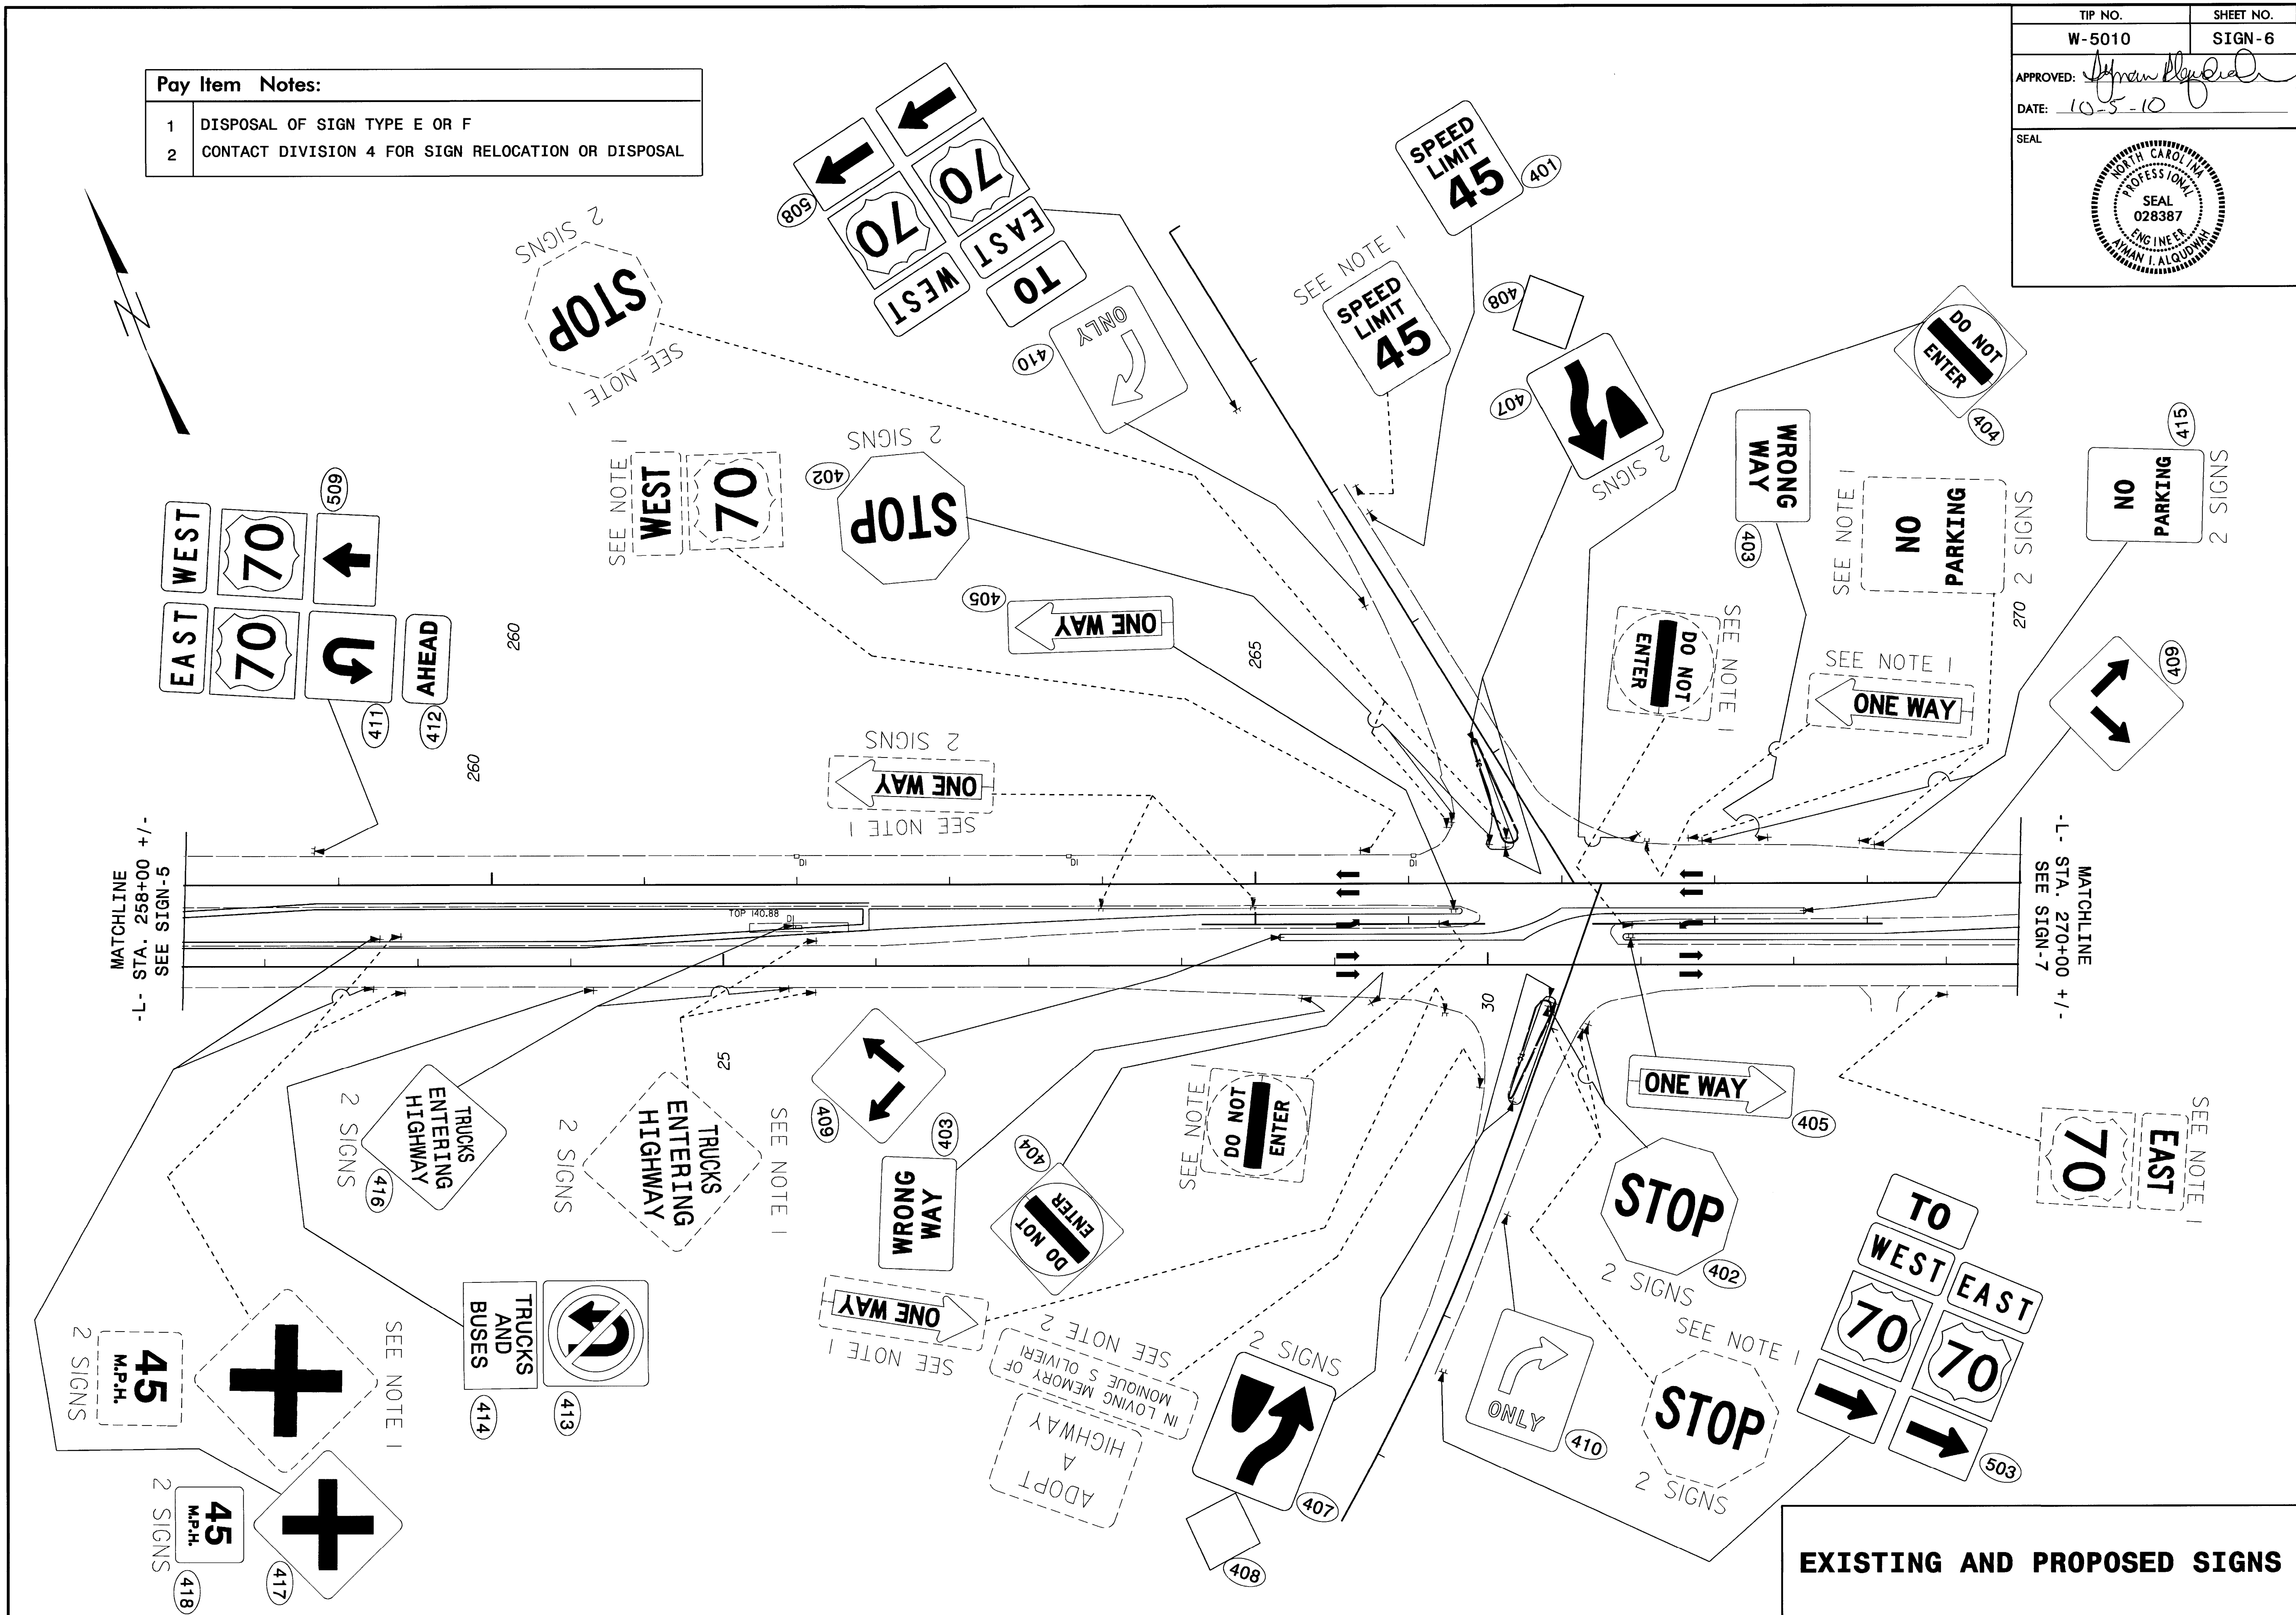 TIP NO.
SHEET NO.
W-5010
SIGN-6
APPROVED:
DATE: 10-5-10
SEAL
NORTH CAROLINA
PROFESSIONAL
SEAL
028387
ENGINEER
AYMAN I. ALQUDWAH
Pay Item Notes:
1 DISPOSAL OF SIGN TYPE E OR F
2 CONTACT DIVISION 4 FOR SIGN RELOCATION OR DISPOSAL
2 SIGNS
STOP
SEE NOTE 1
508
70
70
WEST
EAST
TO
410
ONLY
SPEED
LIMIT
45
401
SEE NOTE 1
SPEED
LIMIT
45
408
407
2 SIGNS
DO NOT
ENTER
404
WRONG
WAY
403
SEE NOTE 1
NO
PARKING
2 SIGNS
NO
PARKING
415
2 SIGNS
SEE NOTE 1
WEST
70
2 SIGNS
402
STOP
405
ONE WAY
509
WEST
70
EAST
70
411
AHEAD
412
260
260
265
270
2 SIGNS
ONE WAY
SEE NOTE 1
DO NOT
ENTER
SEE NOTE 1
SEE NOTE 1
ONE WAY
409
MATCHLINE
-L- STA. 258+00 +/-
SEE SIGN-5
DI
DI
DI
TOP 140.88
DI
MATCHLINE
-L- STA. 270+00 +/-
SEE SIGN-7
25
30
TRUCKS
ENTERING
HIGHWAY
2 SIGNS
416
TRUCKS
ENTERING
HIGHWAY
2 SIGNS
SEE NOTE 1
409
WRONG
WAY
403
404
DO NOT
ENTER
DO NOT
ENTER
SEE NOTE 1
ONE WAY
405
STOP
402
2 SIGNS
EAST
70
SEE NOTE 1
TO
WEST
EAST
70
70
503
SEE NOTE 1
STOP
2 SIGNS
ONLY
410
2 SIGNS
407
408
ONE WAY
SEE NOTE 1
SEE NOTE 2
IN LOVING MEMORY OF
MONIQUE S OLIVIERI
ADOPT
A
HIGHWAY
TRUCKS
AND
BUSES
414
413
SEE NOTE 1
45
M.P.H.
2 SIGNS
45
M.P.H.
2 SIGNS
418
417
EXISTING AND PROPOSED SIGNS